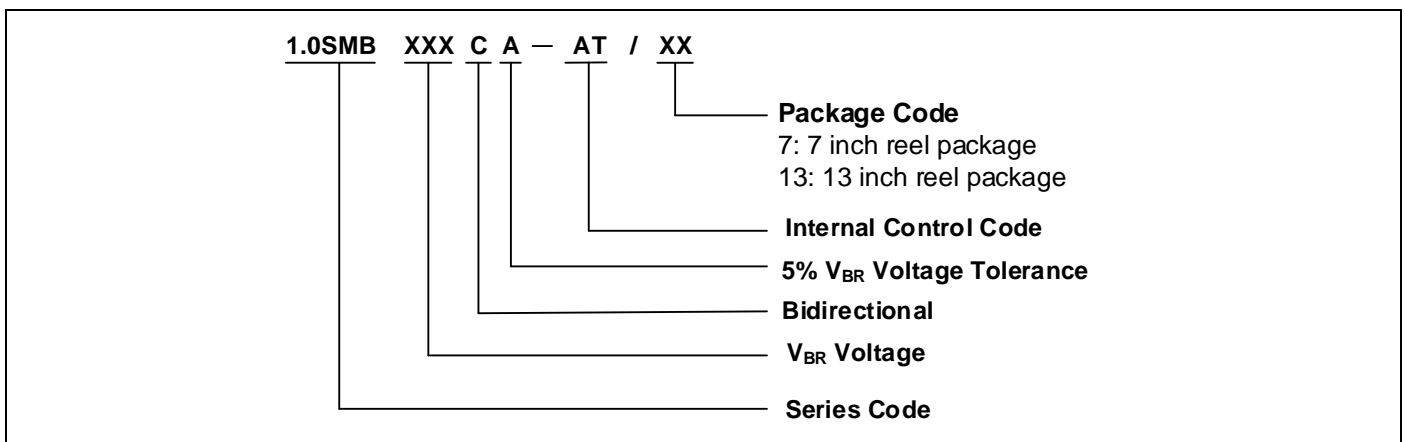 1.0SMB XXX C A — AT / XX
Package Code
7: 7 inch reel package
13: 13 inch reel package
Internal Control Code
5% VBR Voltage Tolerance
Bidirectional
VBR Voltage
Series Code